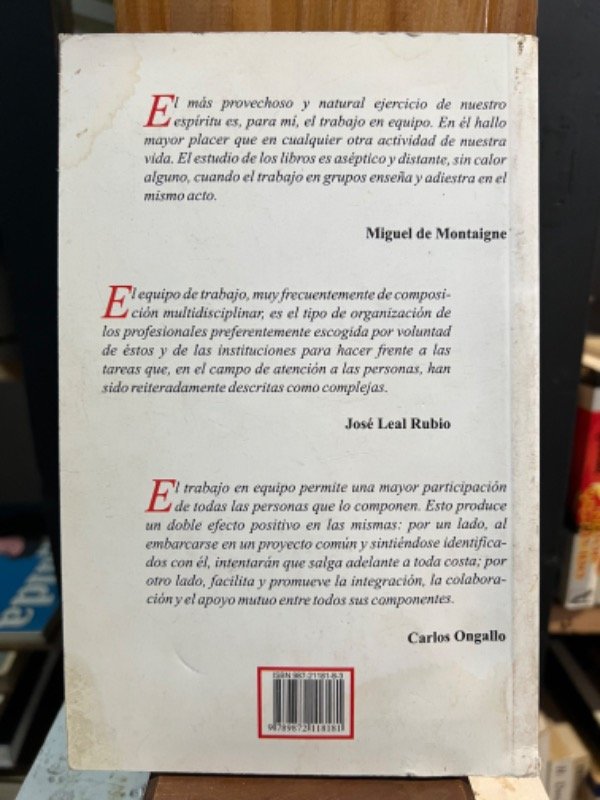 El más provechoso y natural ejercicio de nuestro
espíritu es, para mí, el trabajo en equipo. En él hallo
mayor placer que en cualquier otra actividad de nuestra
vida. El estudio de los libros es aséptico y distante, sin calor
alguno, cuando el trabajo en grupos enseña y adiestra en el
mismo acto.
Miguel de Montaigne
El equipo de trabajo, muy frecuentemente de composi-
ción multidisciplinar, es el tipo de organización de
los profesionales preferentemente escogida por voluntad
de éstos y de las instituciones para hacer frente a las
tareas que, en el campo de atención a las personas, han
sido reiteradamente descritas como complejas.
José Leal Rubio
El trabajo en equipo permite una mayor participación
de todas las personas que lo componen. Esto produce
un doble efecto positivo en las mismas: por un lado, al
embarcarse en un proyecto común y sintiéndose identifica-
dos con él, intentarán que salga adelante a toda costa; por
otro lado, facilita y promueve la integración, la colabora-
ción y el apoyo mutuo entre todos sus componentes.
Carlos Ongallo
ISBN 987-21181-8-3
9789872118181